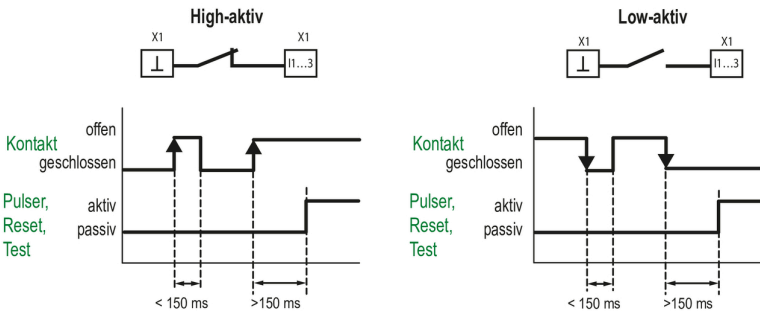 High-aktiv
X1 X1
⊥ I1...3
offen
Kontakt
geschlossen
Pulser,
aktiv
Reset,
passiv
Test
< 150 ms >150 ms
Low-aktiv
X1 X1
⊥ I1...3
offen
Kontakt
geschlossen
Pulser,
aktiv
Reset,
passiv
Test
< 150 ms >150 ms